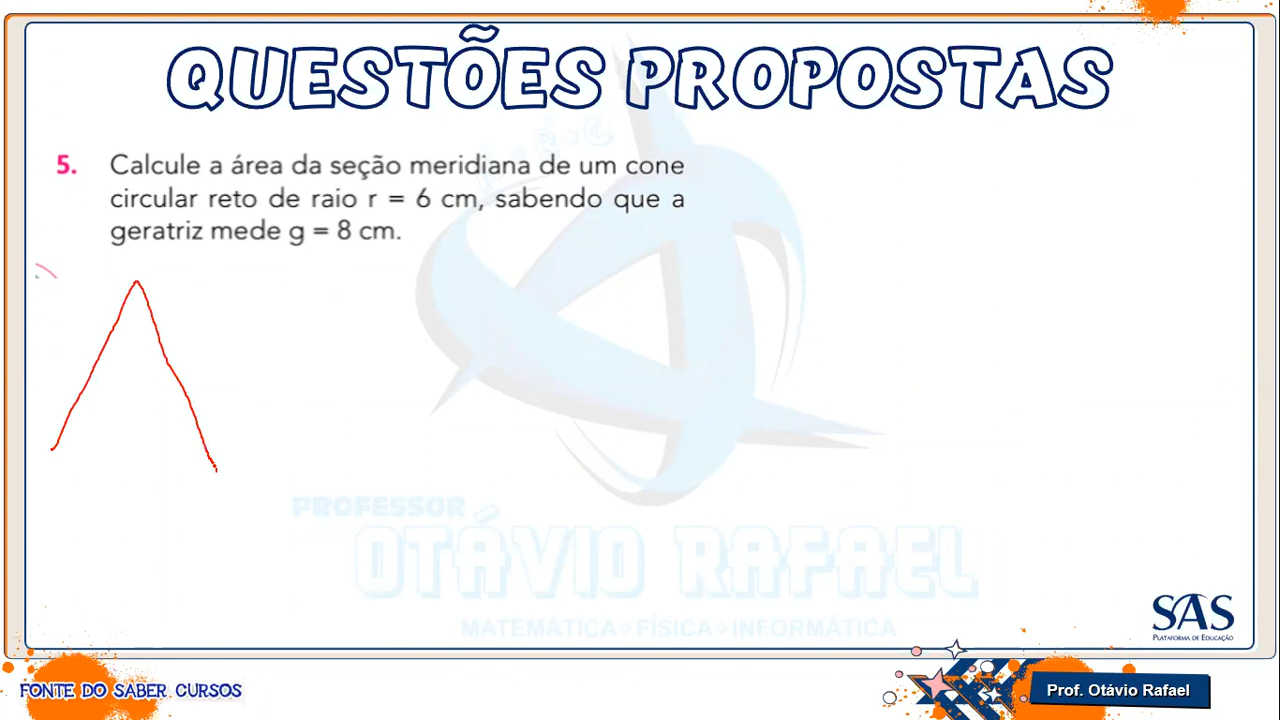 QUESTÕES PROPOSTAS
5. Calcule a área da seção meridiana de um cone
circular reto de raio r = 6 cm, sabendo que a
geratriz mede g = 8 cm.
PROFESSOR
OTÁVIO RAFAEL
MATEMÁTICA FÍSICA INFORMÁTICA
SAS
PLATAFORMA DE EDUCAÇÃO
FONTE DO SABER CURSOS
Prof. Otávio Rafael